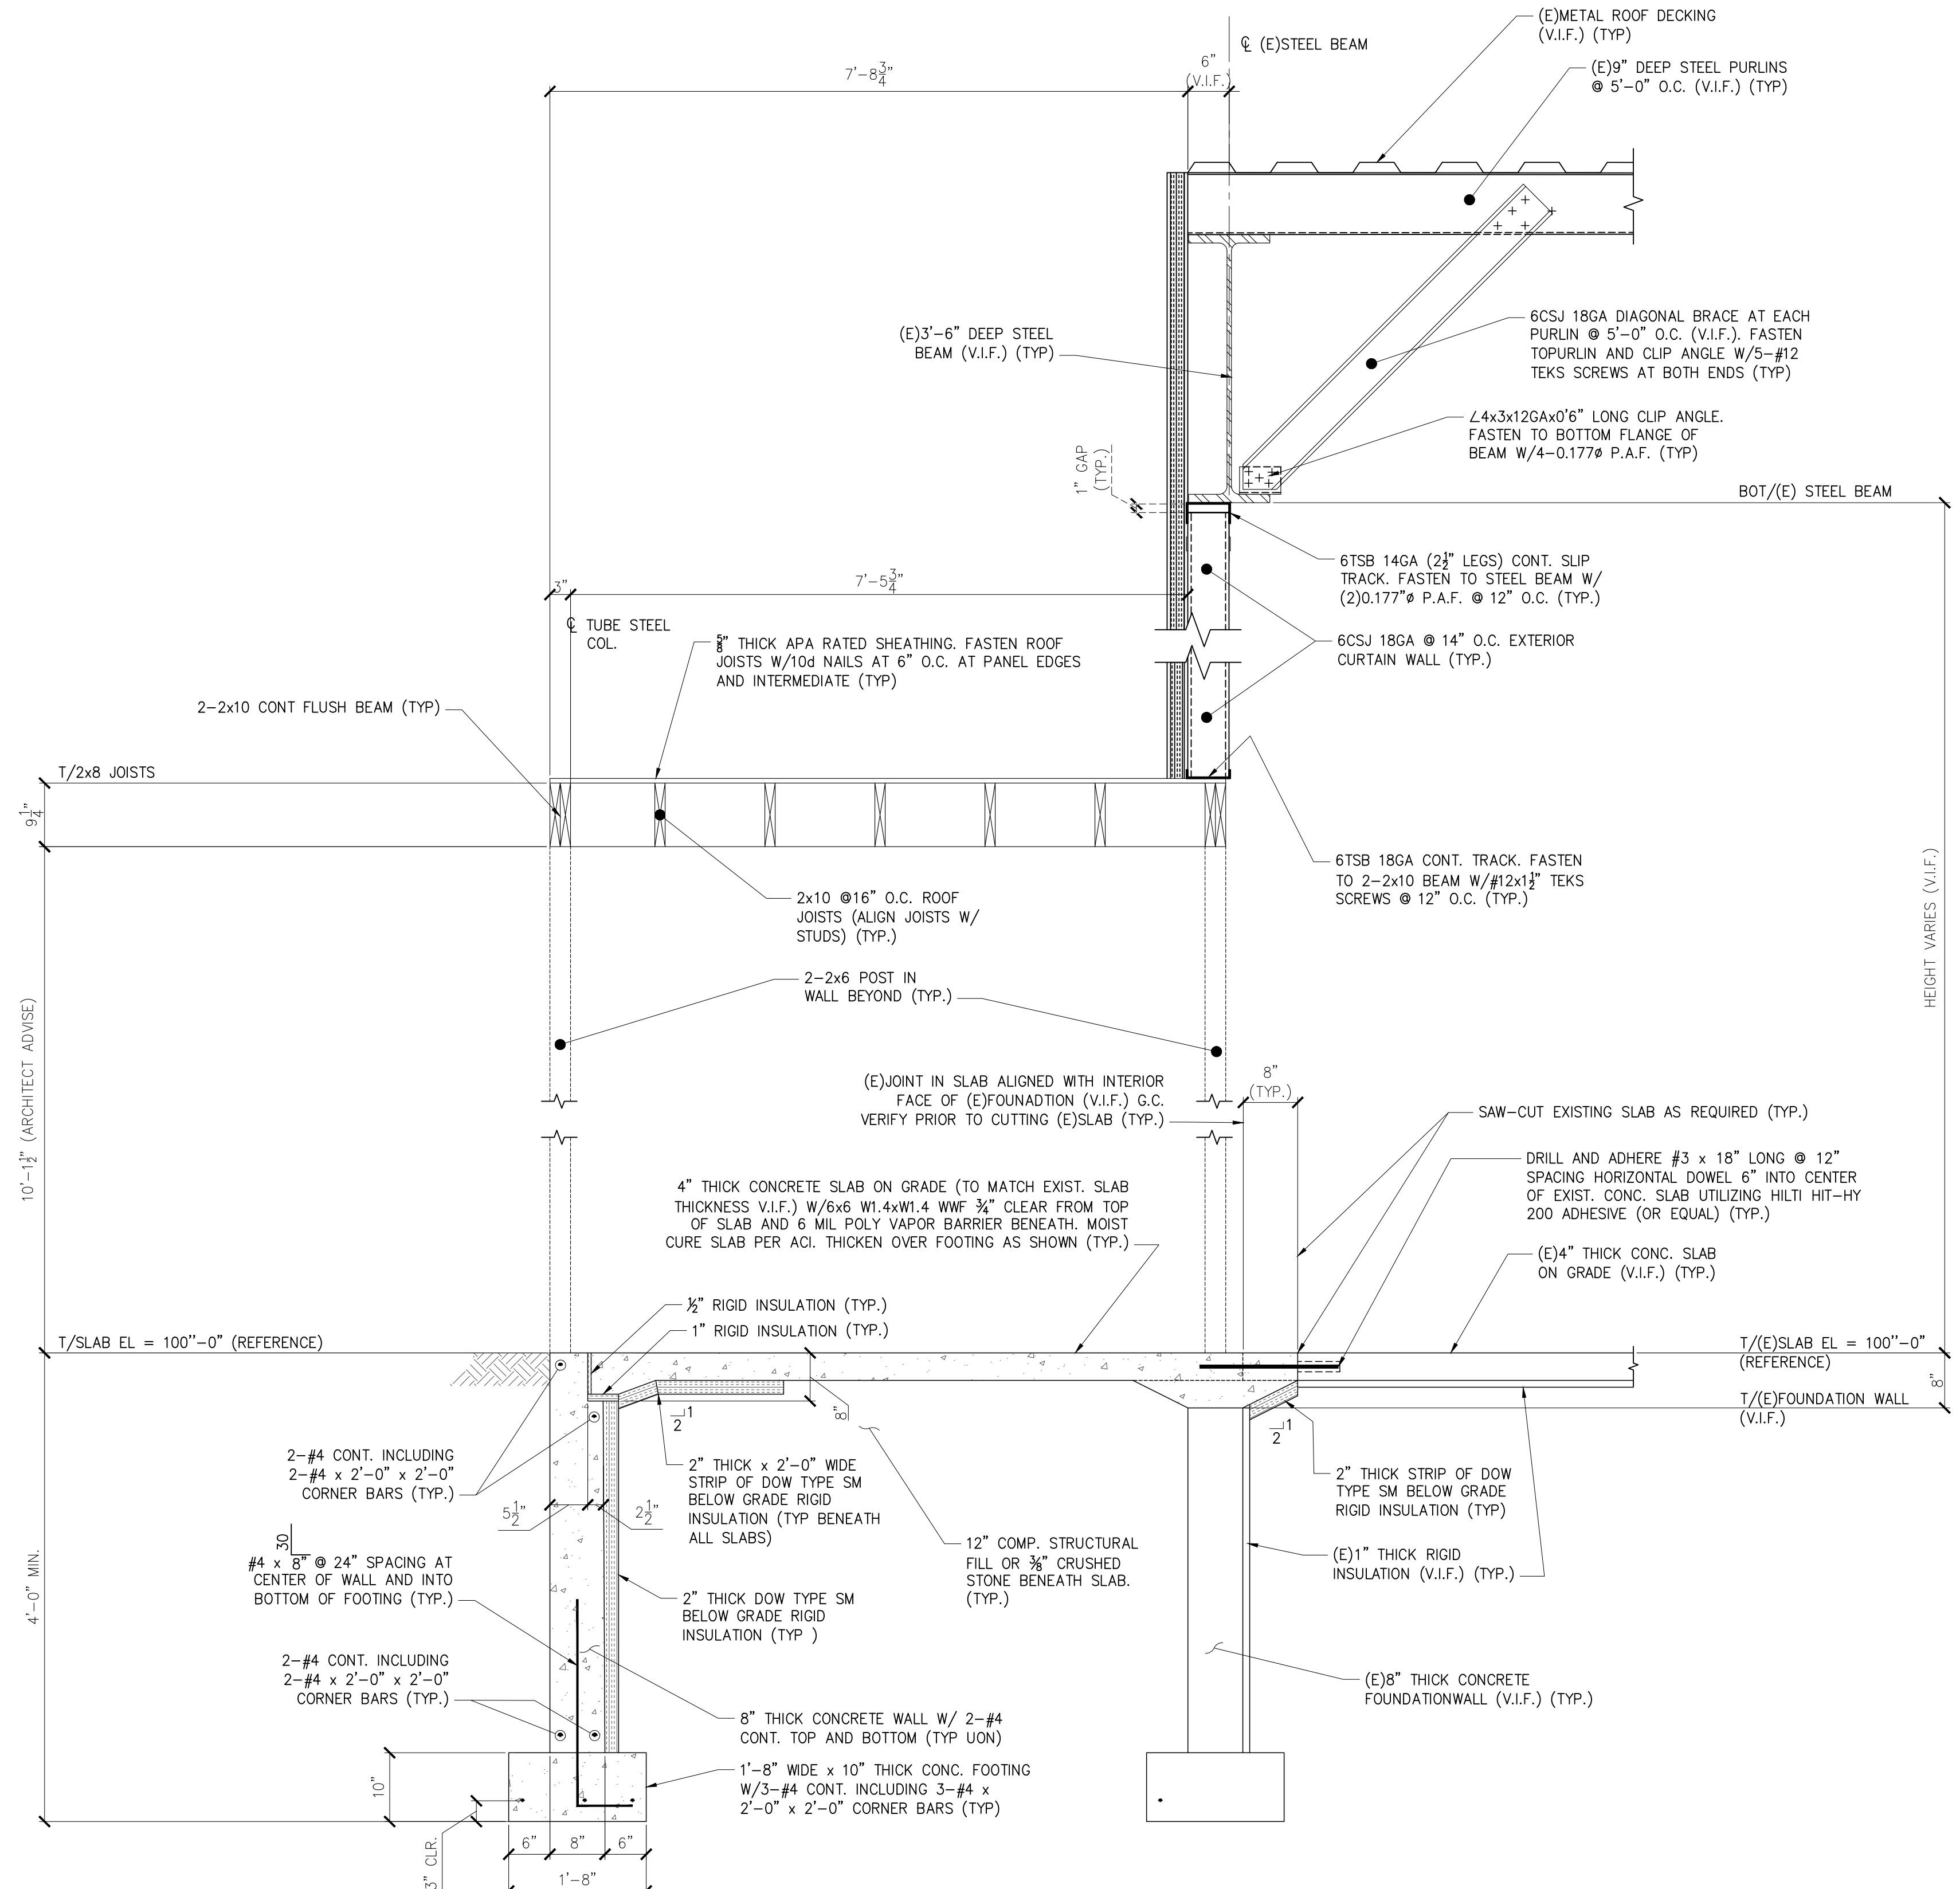 (E)METAL ROOF DECKING
(V.I.F.) (TYP)
℄ (E)STEEL BEAM
6"
(V.I.F.)
7'-8¾"
(E)9" DEEP STEEL PURLINS
@ 5'-0" O.C. (V.I.F.) (TYP)
(E)3'-6" DEEP STEEL
BEAM (V.I.F.) (TYP)
6CSJ 18GA DIAGONAL BRACE AT EACH
PURLIN @ 5'-0" O.C. (V.I.F.). FASTEN
TOPURLIN AND CLIP ANGLE W/5-#12
TEKS SCREWS AT BOTH ENDS (TYP)
∠4x3x12GAx0'6" LONG CLIP ANGLE.
FASTEN TO BOTTOM FLANGE OF
BEAM W/4-0.177ø P.A.F. (TYP)
1" GAP
(TYP.)
BOT/(E) STEEL BEAM
6TSB 14GA (2½" LEGS) CONT. SLIP
TRACK. FASTEN TO STEEL BEAM W/
(2)0.177"ø P.A.F. @ 12" O.C. (TYP.)
3"
7'-5¾"
℄ TUBE STEEL
COL.
⅝" THICK APA RATED SHEATHING. FASTEN ROOF
JOISTS W/10d NAILS AT 6" O.C. AT PANEL EDGES
AND INTERMEDIATE (TYP)
6CSJ 18GA @ 14" O.C. EXTERIOR
CURTAIN WALL (TYP.)
2-2x10 CONT FLUSH BEAM (TYP)
T/2x8 JOISTS
9¼"
6TSB 18GA CONT. TRACK. FASTEN
TO 2-2x10 BEAM W/#12x1½" TEKS
SCREWS @ 12" O.C. (TYP.)
2x10 @16" O.C. ROOF
JOISTS (ALIGN JOISTS W/
STUDS) (TYP.)
HEIGHT VARIES (V.I.F.)
2-2x6 POST IN
WALL BEYOND (TYP.)
10'-1½" (ARCHITECT ADVISE)
(E)JOINT IN SLAB ALIGNED WITH INTERIOR
FACE OF (E)FOUNADTION (V.I.F.) G.C.
VERIFY PRIOR TO CUTTING (E)SLAB (TYP.)
8"
(TYP.)
SAW-CUT EXISTING SLAB AS REQUIRED (TYP.)
DRILL AND ADHERE #3 x 18" LONG @ 12"
SPACING HORIZONTAL DOWEL 6" INTO CENTER
OF EXIST. CONC. SLAB UTILIZING HILTI HIT-HY
200 ADHESIVE (OR EQUAL) (TYP.)
4" THICK CONCRETE SLAB ON GRADE (TO MATCH EXIST. SLAB
THICKNESS V.I.F.) W/6x6 W1.4xW1.4 WWF ¾" CLEAR FROM TOP
OF SLAB AND 6 MIL POLY VAPOR BARRIER BENEATH. MOIST
CURE SLAB PER ACI. THICKEN OVER FOOTING AS SHOWN (TYP.)
(E)4" THICK CONC. SLAB
ON GRADE (V.I.F.) (TYP.)
½" RIGID INSULATION (TYP.)
1" RIGID INSULATION (TYP.)
T/SLAB EL = 100''-0" (REFERENCE)
T/(E)SLAB EL = 100''-0"
(REFERENCE)
8"
T/(E)FOUNDATION WALL
(V.I.F.)
8"
1
2
1
2
2-#4 CONT. INCLUDING
2-#4 x 2'-0" x 2'-0"
CORNER BARS (TYP.)
2" THICK x 2'-0" WIDE
STRIP OF DOW TYPE SM
BELOW GRADE RIGID
INSULATION (TYP BENEATH
ALL SLABS)
2" THICK STRIP OF DOW
TYPE SM BELOW GRADE
RIGID INSULATION (TYP)
5½"
2½"
12" COMP. STRUCTURAL
FILL OR ⅜" CRUSHED
STONE BENEATH SLAB.
(TYP.)
30
#4 x 8" @ 24" SPACING AT
CENTER OF WALL AND INTO
BOTTOM OF FOOTING (TYP.)
(E)1" THICK RIGID
INSULATION (V.I.F.) (TYP.)
4'-0" MIN.
2" THICK DOW TYPE SM
BELOW GRADE RIGID
INSULATION (TYP )
2-#4 CONT. INCLUDING
2-#4 x 2'-0" x 2'-0"
CORNER BARS (TYP.)
(E)8" THICK CONCRETE
FOUNDATIONWALL (V.I.F.) (TYP.)
8" THICK CONCRETE WALL W/ 2-#4
CONT. TOP AND BOTTOM (TYP UON)
1'-8" WIDE x 10" THICK CONC. FOOTING
W/3-#4 CONT. INCLUDING 3-#4 x
2'-0" x 2'-0" CORNER BARS (TYP)
10"
3" CLR.
6"
8"
6"
1'-8"